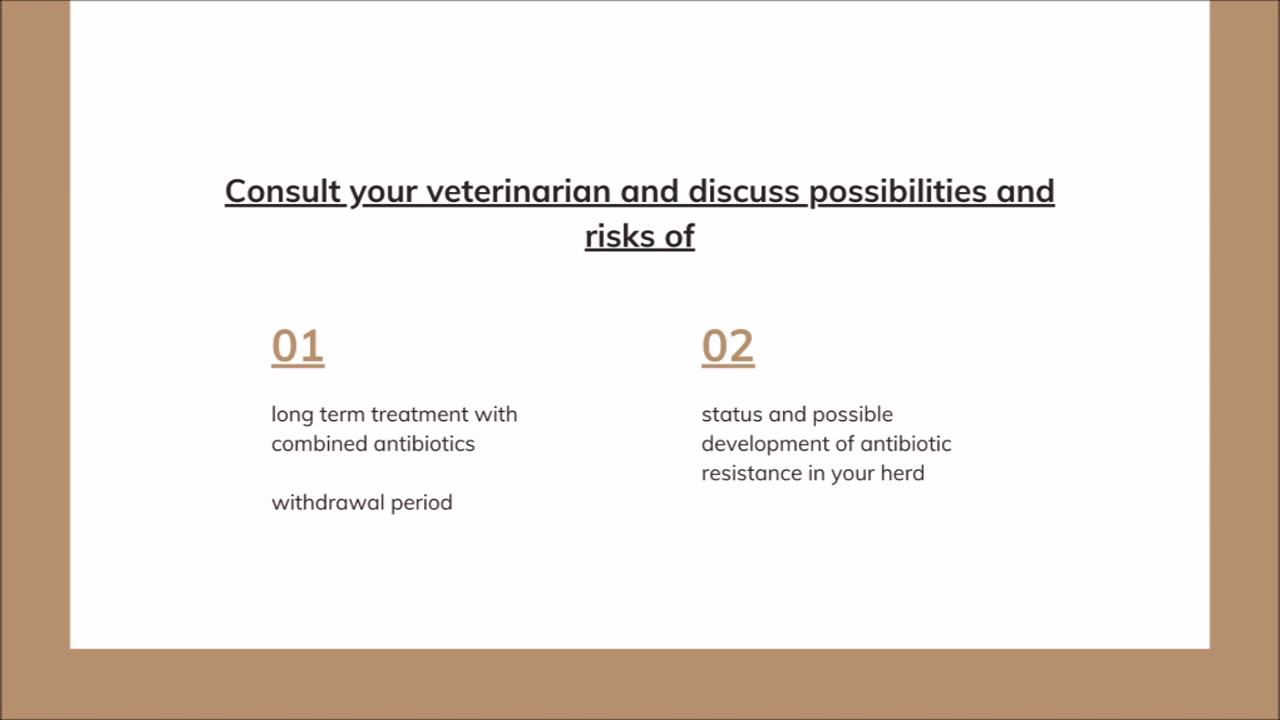 Consult your veterinarian and discuss possibilities and
risks of
01
long term treatment with
combined antibiotics
withdrawal period
02
status and possible
development of antibiotic
resistance in your herd